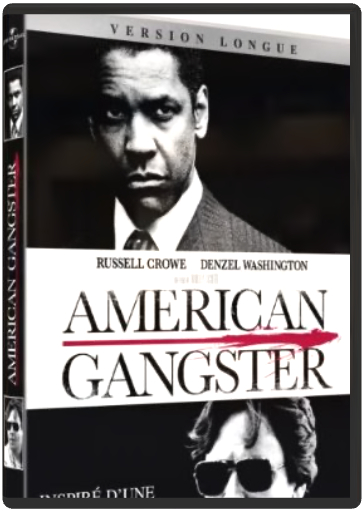 VERSION LONGUE
RUSSELL CROWE DENZEL WASHINGTON
AMERICAN
GANGSTER
INSPIRÉ D'UNE
AMERICAN GANGSTER